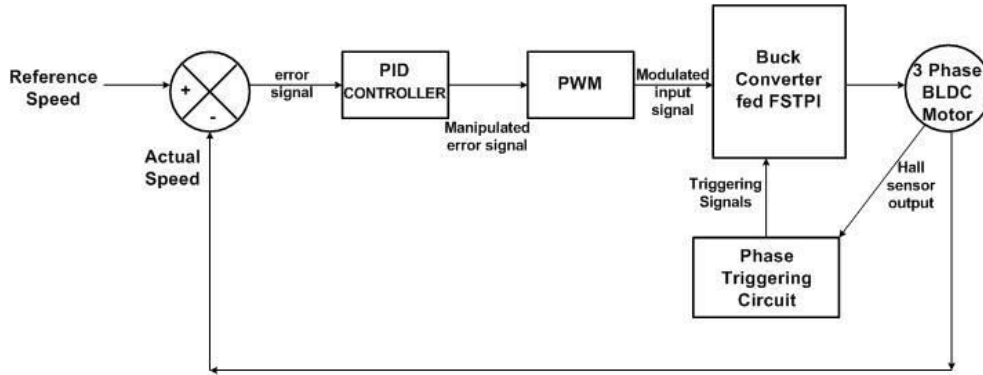 Reference
Speed
+
-
Actual
Speed
error
signal
PID
CONTROLLER
Manipulated
error signal
PWM
Modulated
input
signal
Buck
Converter
fed FSTPI
3 Phase
BLDC
Motor
Triggering
Signals
Hall
sensor
output
Phase
Triggering
Circuit